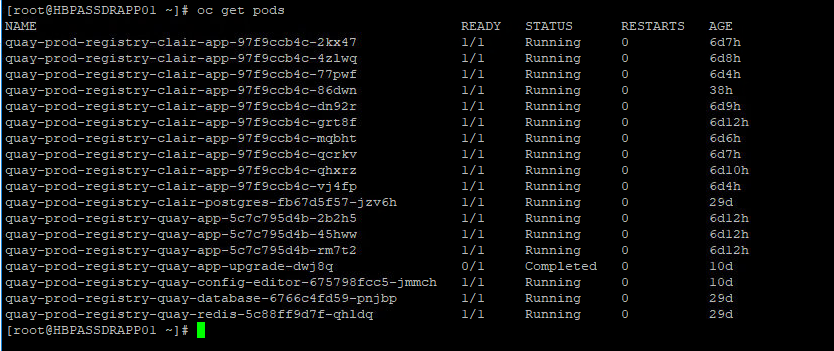 [root@HBPASSDRAPP01 ~]# oc get pods
NAME READY STATUS RESTARTS AGE
quay-prod-registry-clair-app-97f9ccb4c-2kx47 1/1 Running 0 6d7h
quay-prod-registry-clair-app-97f9ccb4c-4zlwq 1/1 Running 0 6d8h
quay-prod-registry-clair-app-97f9ccb4c-77pwf 1/1 Running 0 6d4h
quay-prod-registry-clair-app-97f9ccb4c-86dwn 1/1 Running 0 38h
quay-prod-registry-clair-app-97f9ccb4c-dn92r 1/1 Running 0 6d9h
quay-prod-registry-clair-app-97f9ccb4c-grt8f 1/1 Running 0 6d12h
quay-prod-registry-clair-app-97f9ccb4c-mqbht 1/1 Running 0 6d6h
quay-prod-registry-clair-app-97f9ccb4c-qcrkv 1/1 Running 0 6d7h
quay-prod-registry-clair-app-97f9ccb4c-qhxrz 1/1 Running 0 6d10h
quay-prod-registry-clair-app-97f9ccb4c-vj4fp 1/1 Running 0 6d4h
quay-prod-registry-clair-postgres-fb67d5f57-jzv6h 1/1 Running 0 29d
quay-prod-registry-quay-app-5c7c795d4b-2b2h5 1/1 Running 0 6d12h
quay-prod-registry-quay-app-5c7c795d4b-45hww 1/1 Running 0 6d12h
quay-prod-registry-quay-app-5c7c795d4b-rm7t2 1/1 Running 0 6d12h
quay-prod-registry-quay-app-upgrade-dwj8q 0/1 Completed 0 10d
quay-prod-registry-quay-config-editor-675798fcc5-jmmch 1/1 Running 0 10d
quay-prod-registry-quay-database-6766c4fd59-pnjbp 1/1 Running 0 29d
quay-prod-registry-quay-redis-5c88ff9d7f-qhldq 1/1 Running 0 29d
[root@HBPASSDRAPP01 ~]#